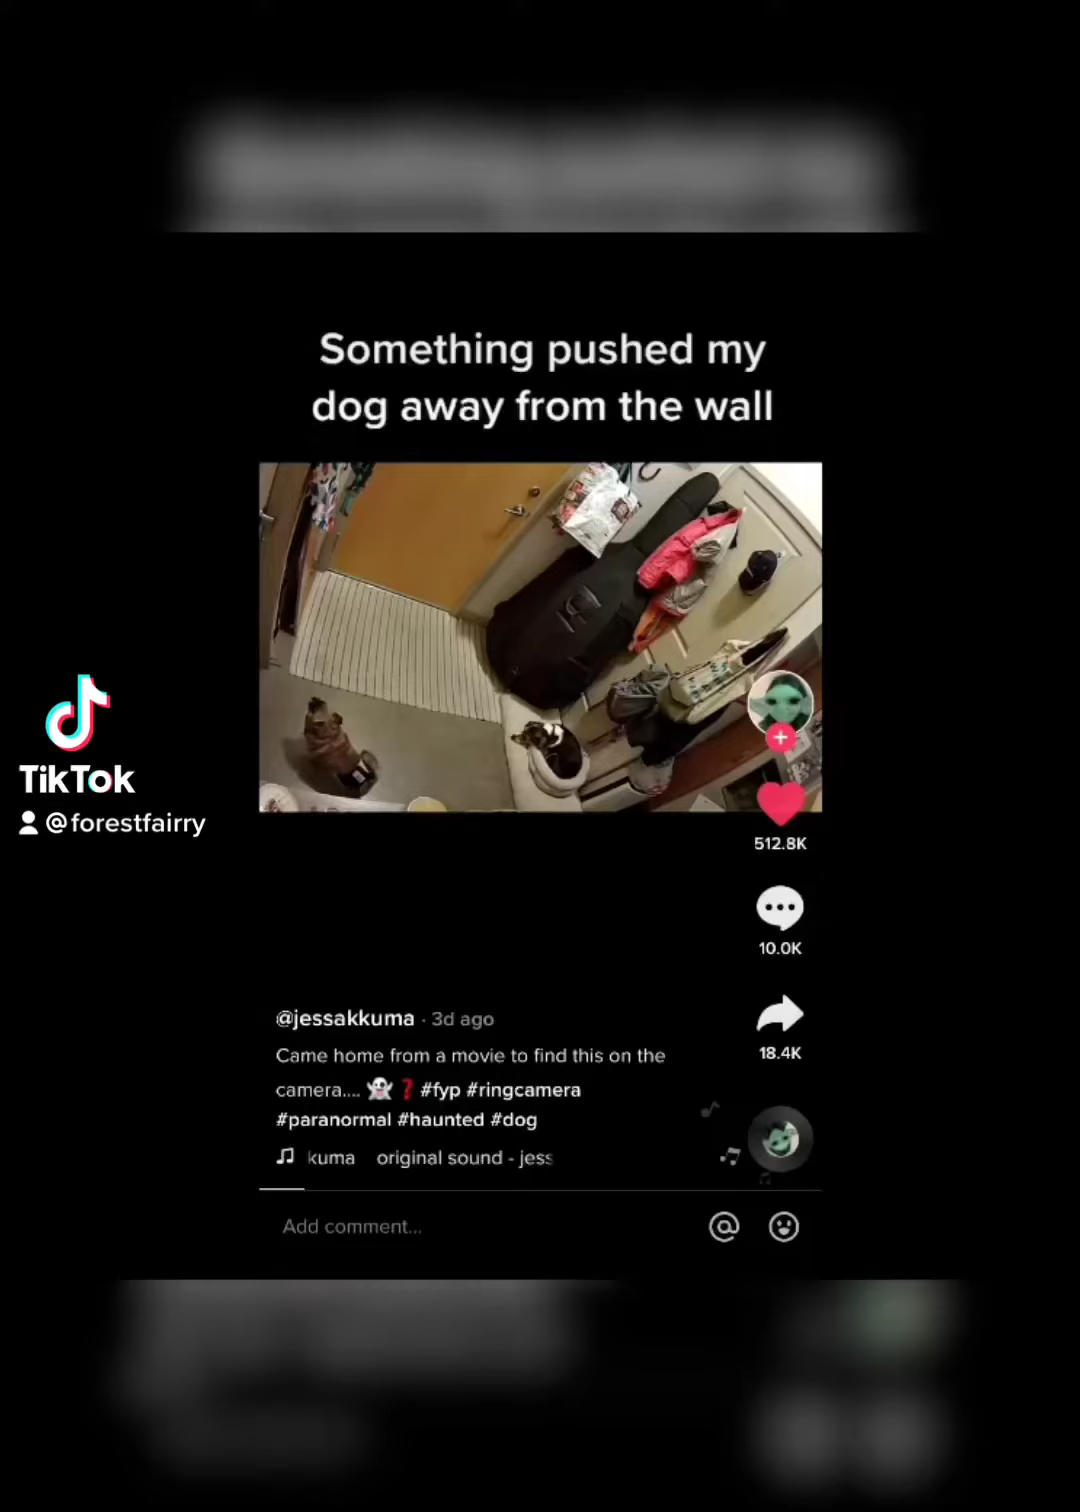 Something pushed my
dog away from the wall
TikTok
@forestfairry
512.8K
10.0K
@jessakkuma · 3d ago
18.4K
Came home from a movie to find this on the
camera.... 👻❓ #fyp #ringcamera
#paranormal #haunted #dog
kuma original sound - jess
Add comment...